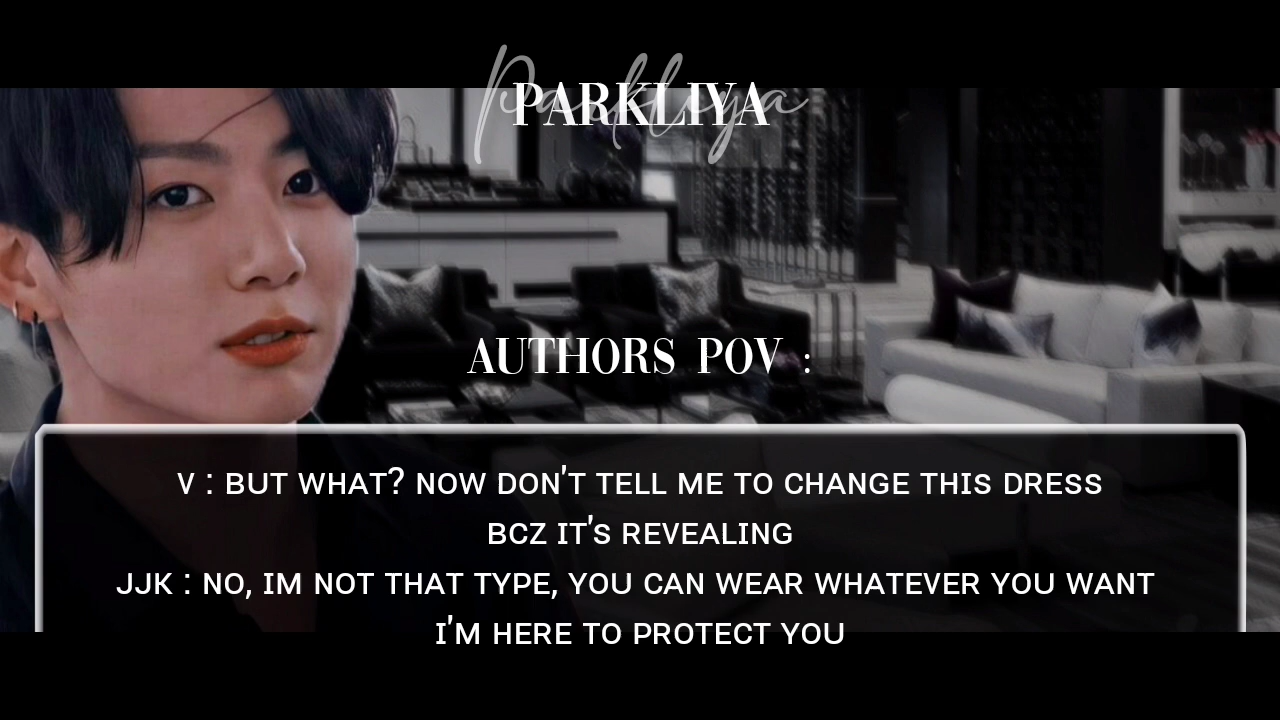 Parkliya
PARKLIYA
AUTHORS POV :
V : BUT WHAT? NOW DON'T TELL ME TO CHANGE THIS DRESS
BCZ IT'S REVEALING
JJK : NO, IM NOT THAT TYPE, YOU CAN WEAR WHATEVER YOU WANT
I'M HERE TO PROTECT YOU